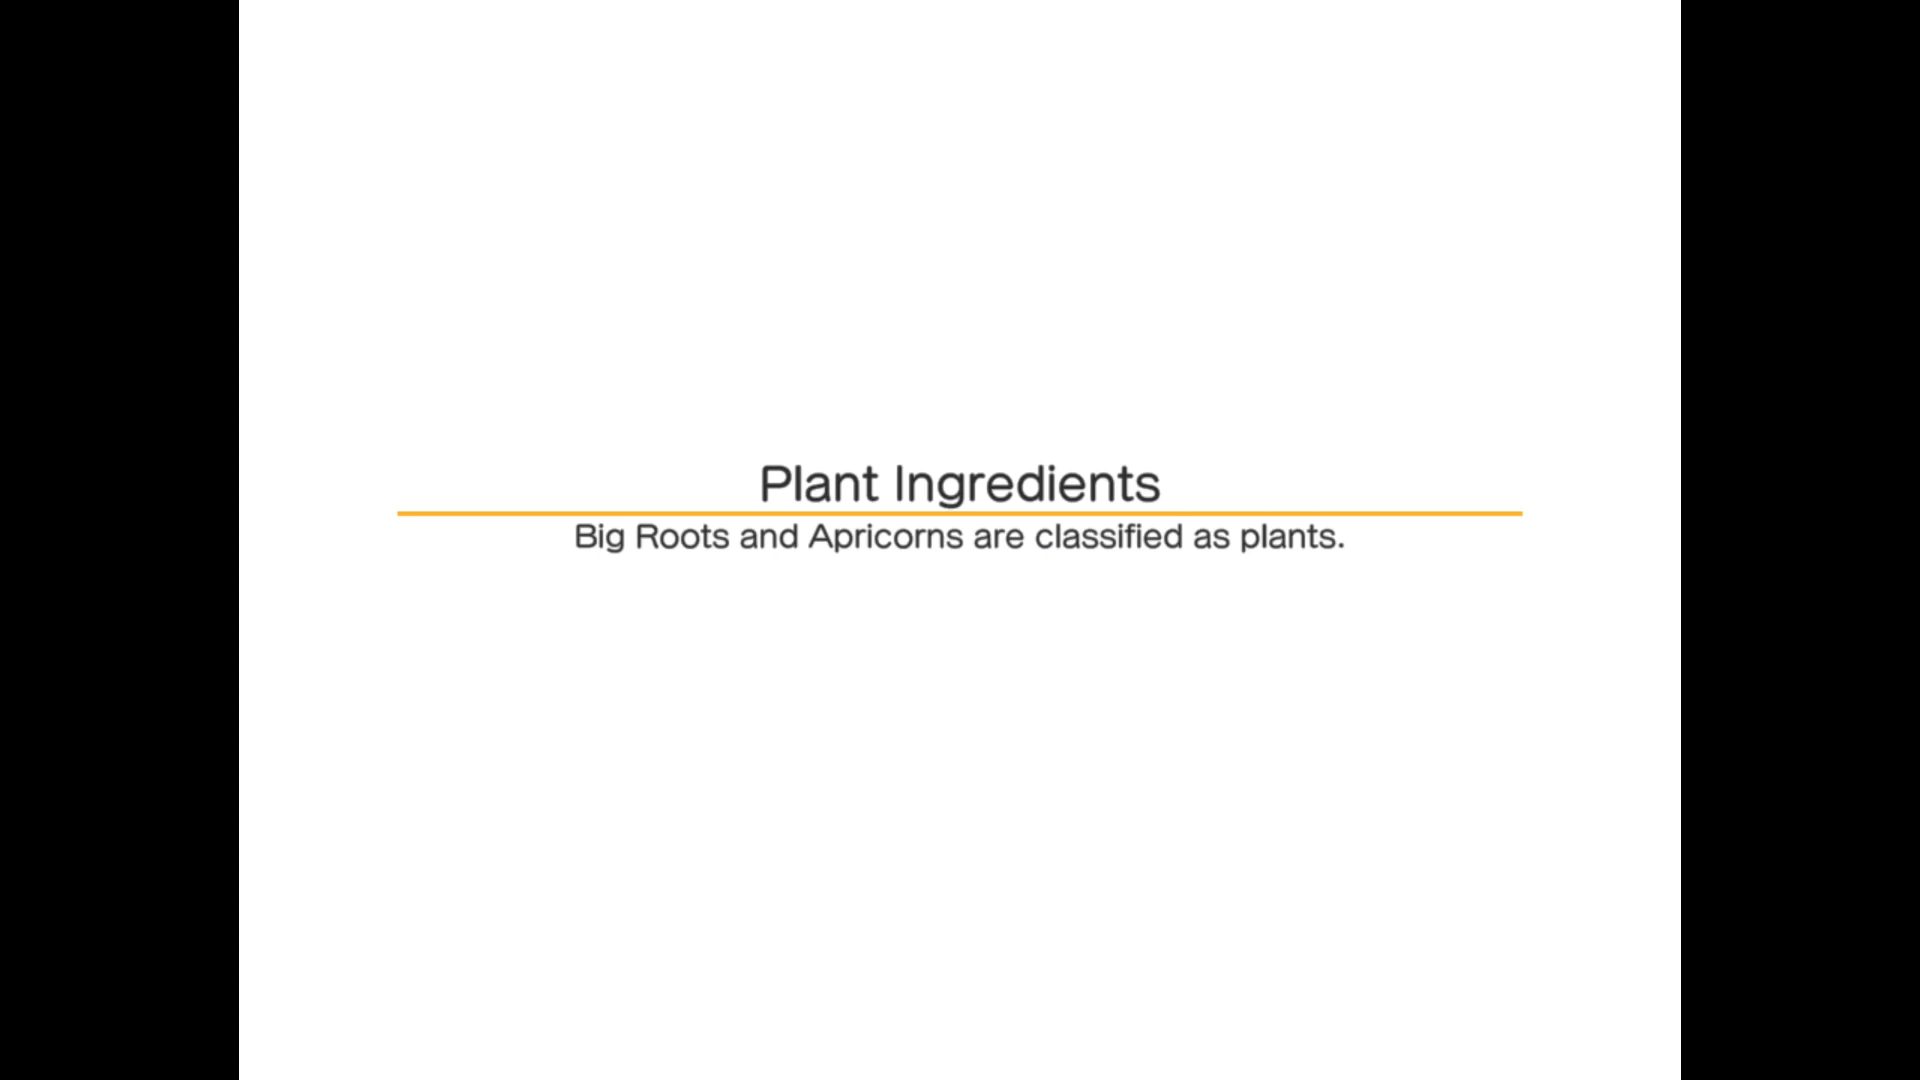 Plant Ingredients
Big Roots and Apricorns are classified as plants.